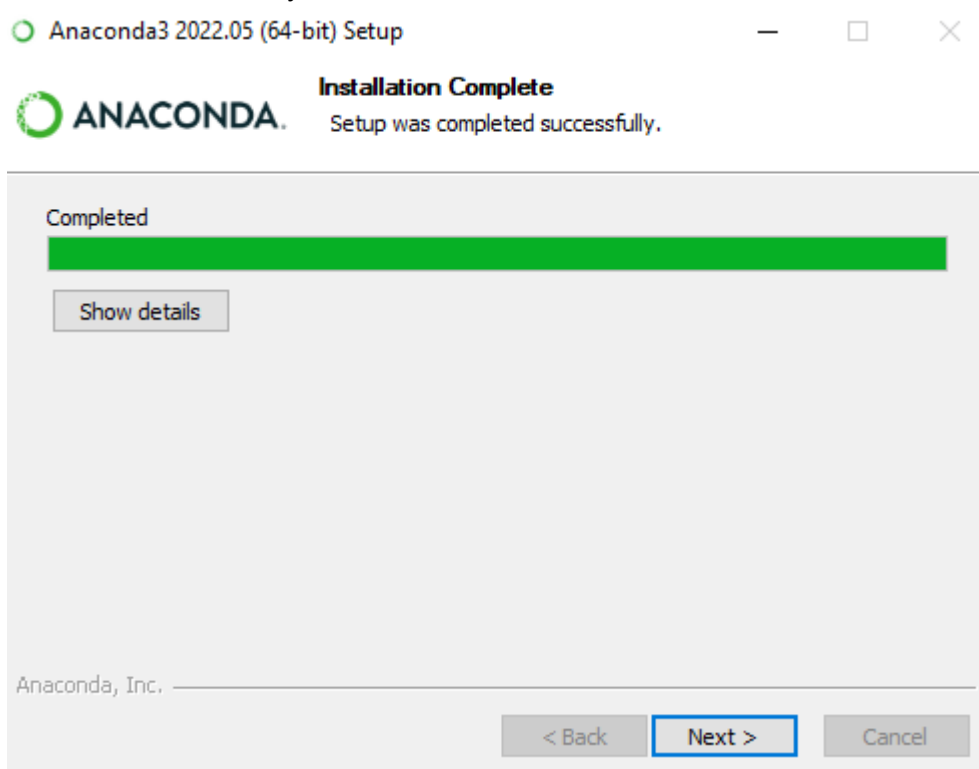 Anaconda3 2022.05 (64-bit) Setup
ANACONDA.
Installation Complete
Setup was completed successfully.
Completed
Show details
Anaconda, Inc.
< Back
Next >
Cancel